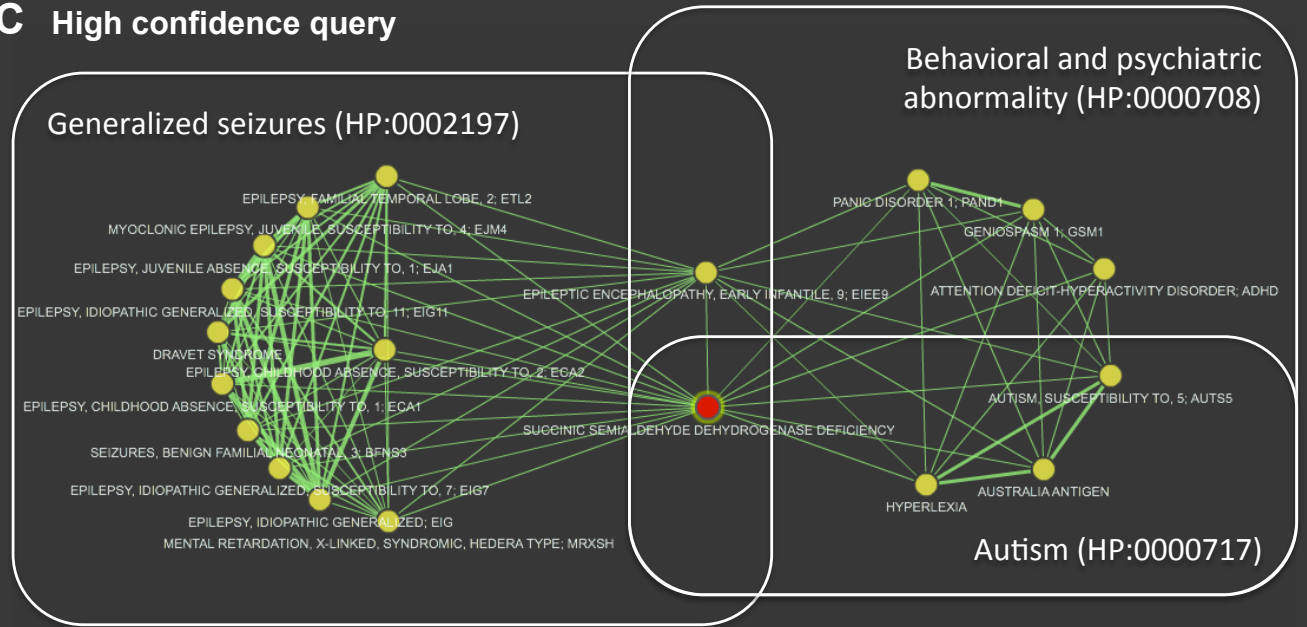 C High confidence query
Behavioral and psychiatric
abnormality (HP:0000708)
Generalized seizures (HP:0002197)
EPILEPSY, FAMILIAL TEMPORAL LOBE, 2; ETL2
MYOCLONIC EPILEPSY, JUVENILE, SUSCEPTIBILITY TO, 4; EJM4
EPILEPSY, JUVENILE ABSENCE, SUSCEPTIBILITY TO, 1; EJA1
EPILEPSY, IDIOPATHIC GENERALIZED, SUSCEPTIBILITY TO, 11; EIG11
DRAVET SYNDROME
EPILEPSY, CHILDHOOD ABSENCE, SUSCEPTIBILITY TO, 2; ECA2
EPILEPSY, CHILDHOOD ABSENCE, SUSCEPTIBILITY TO, 1; ECA1
SEIZURES, BENIGN FAMILIAL NEONATAL, 3; BFNS3
EPILEPSY, IDIOPATHIC GENERALIZED, SUSCEPTIBILITY TO, 7; EIG7
EPILEPSY, IDIOPATHIC GENERALIZED; EIG
MENTAL RETARDATION, X-LINKED, SYNDROMIC, HEDERA TYPE; MRXSH
EPILEPTIC ENCEPHALOPATHY, EARLY INFANTILE, 9; EIEE9
SUCCINIC SEMIALDEHYDE DEHYDROGENASE DEFICIENCY
PANIC DISORDER 1; PAND1
GENIOSPASM 1; GSM1
ATTENTION DEFICIT-HYPERACTIVITY DISORDER; ADHD
AUTISM, SUSCEPTIBILITY TO, 5; AUTS5
AUSTRALIA ANTIGEN
HYPERLEXIA
Autism (HP:0000717)